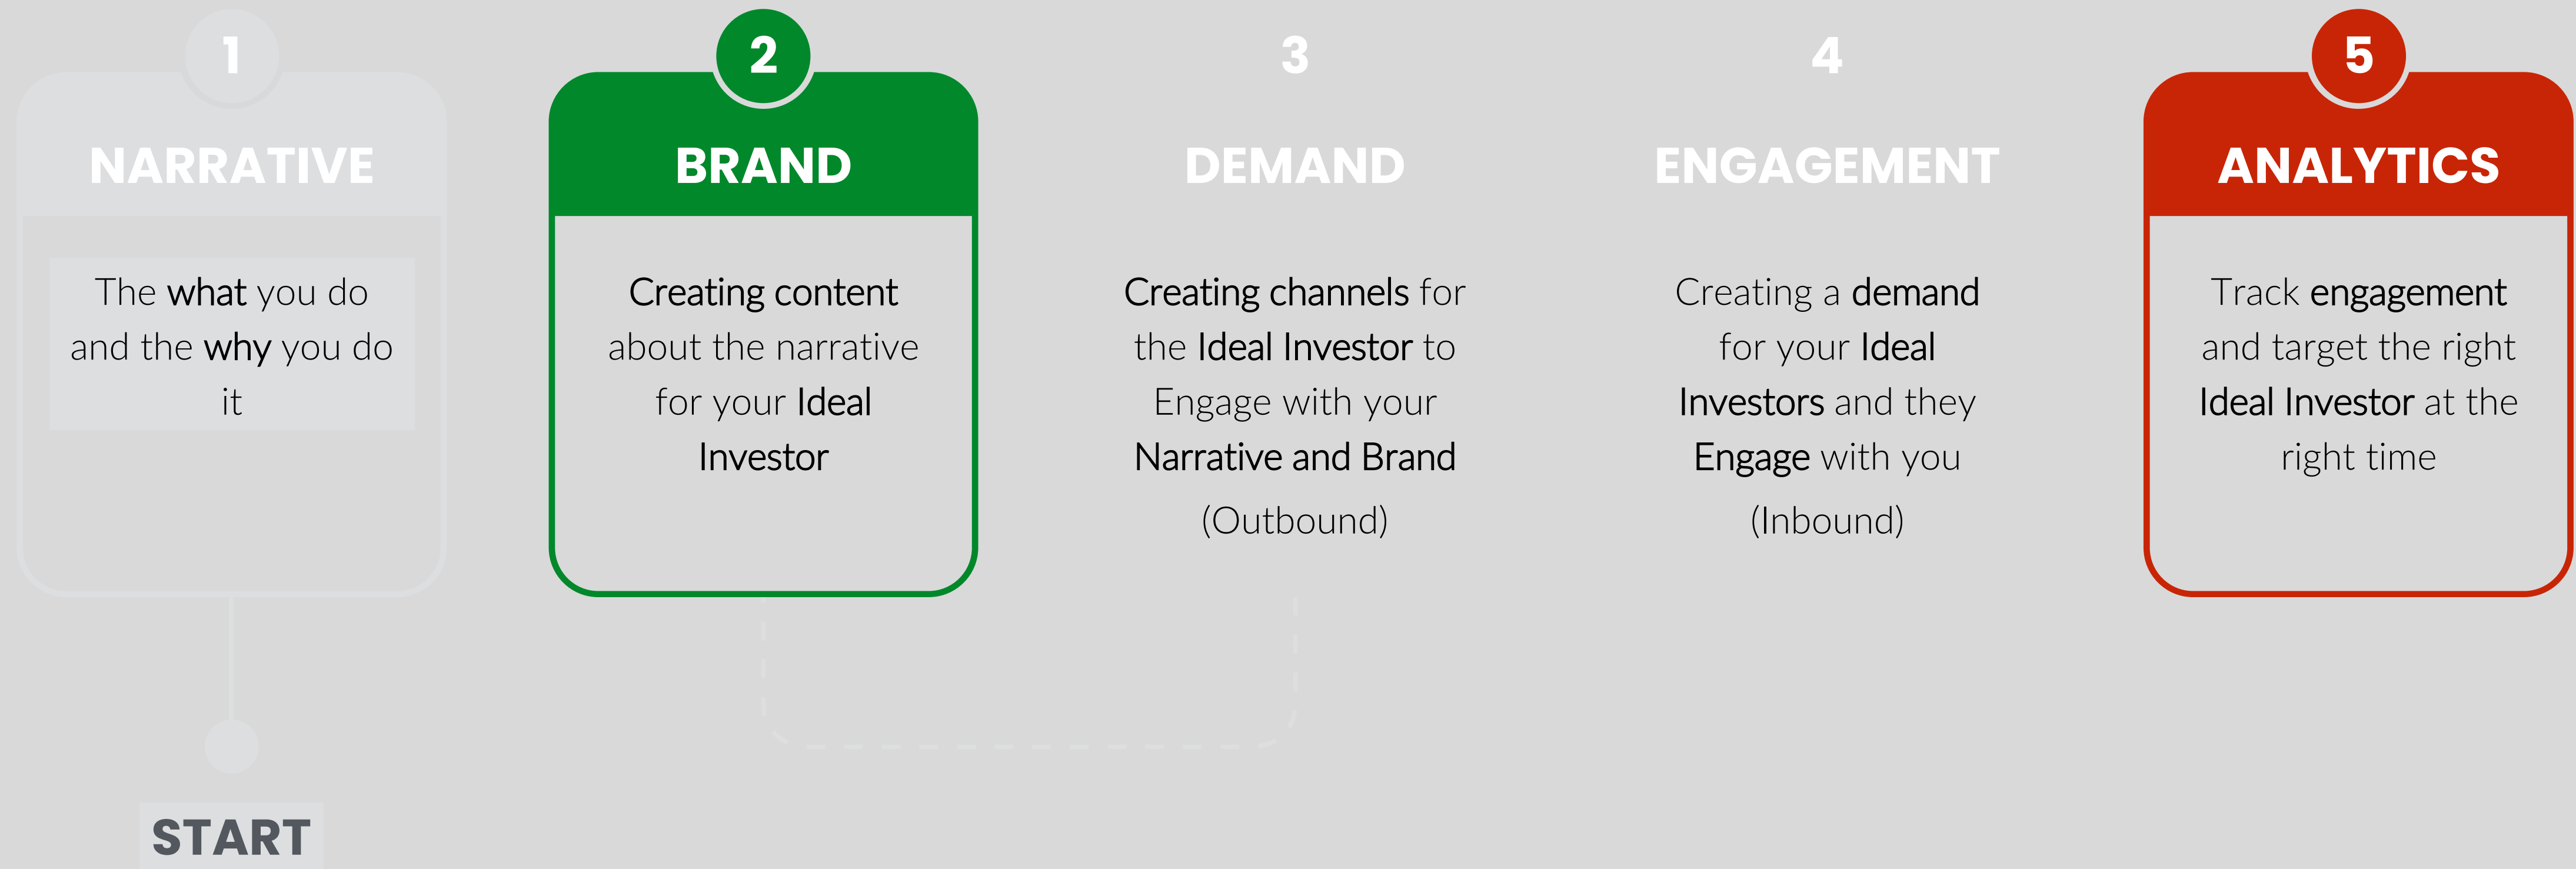 1
NARRATIVE
The what you do
and the why you do
it
START
2
BRAND
Creating content
about the narrative
for your Ideal
Investor
3
DEMAND
Creating channels for
the Ideal Investor to
Engage with your
Narrative and Brand
(Outbound)
4
ENGAGEMENT
Creating a demand
for your Ideal
Investors and they
Engage with you
(Inbound)
5
ANALYTICS
Track engagement
and target the right
Ideal Investor at the
right time